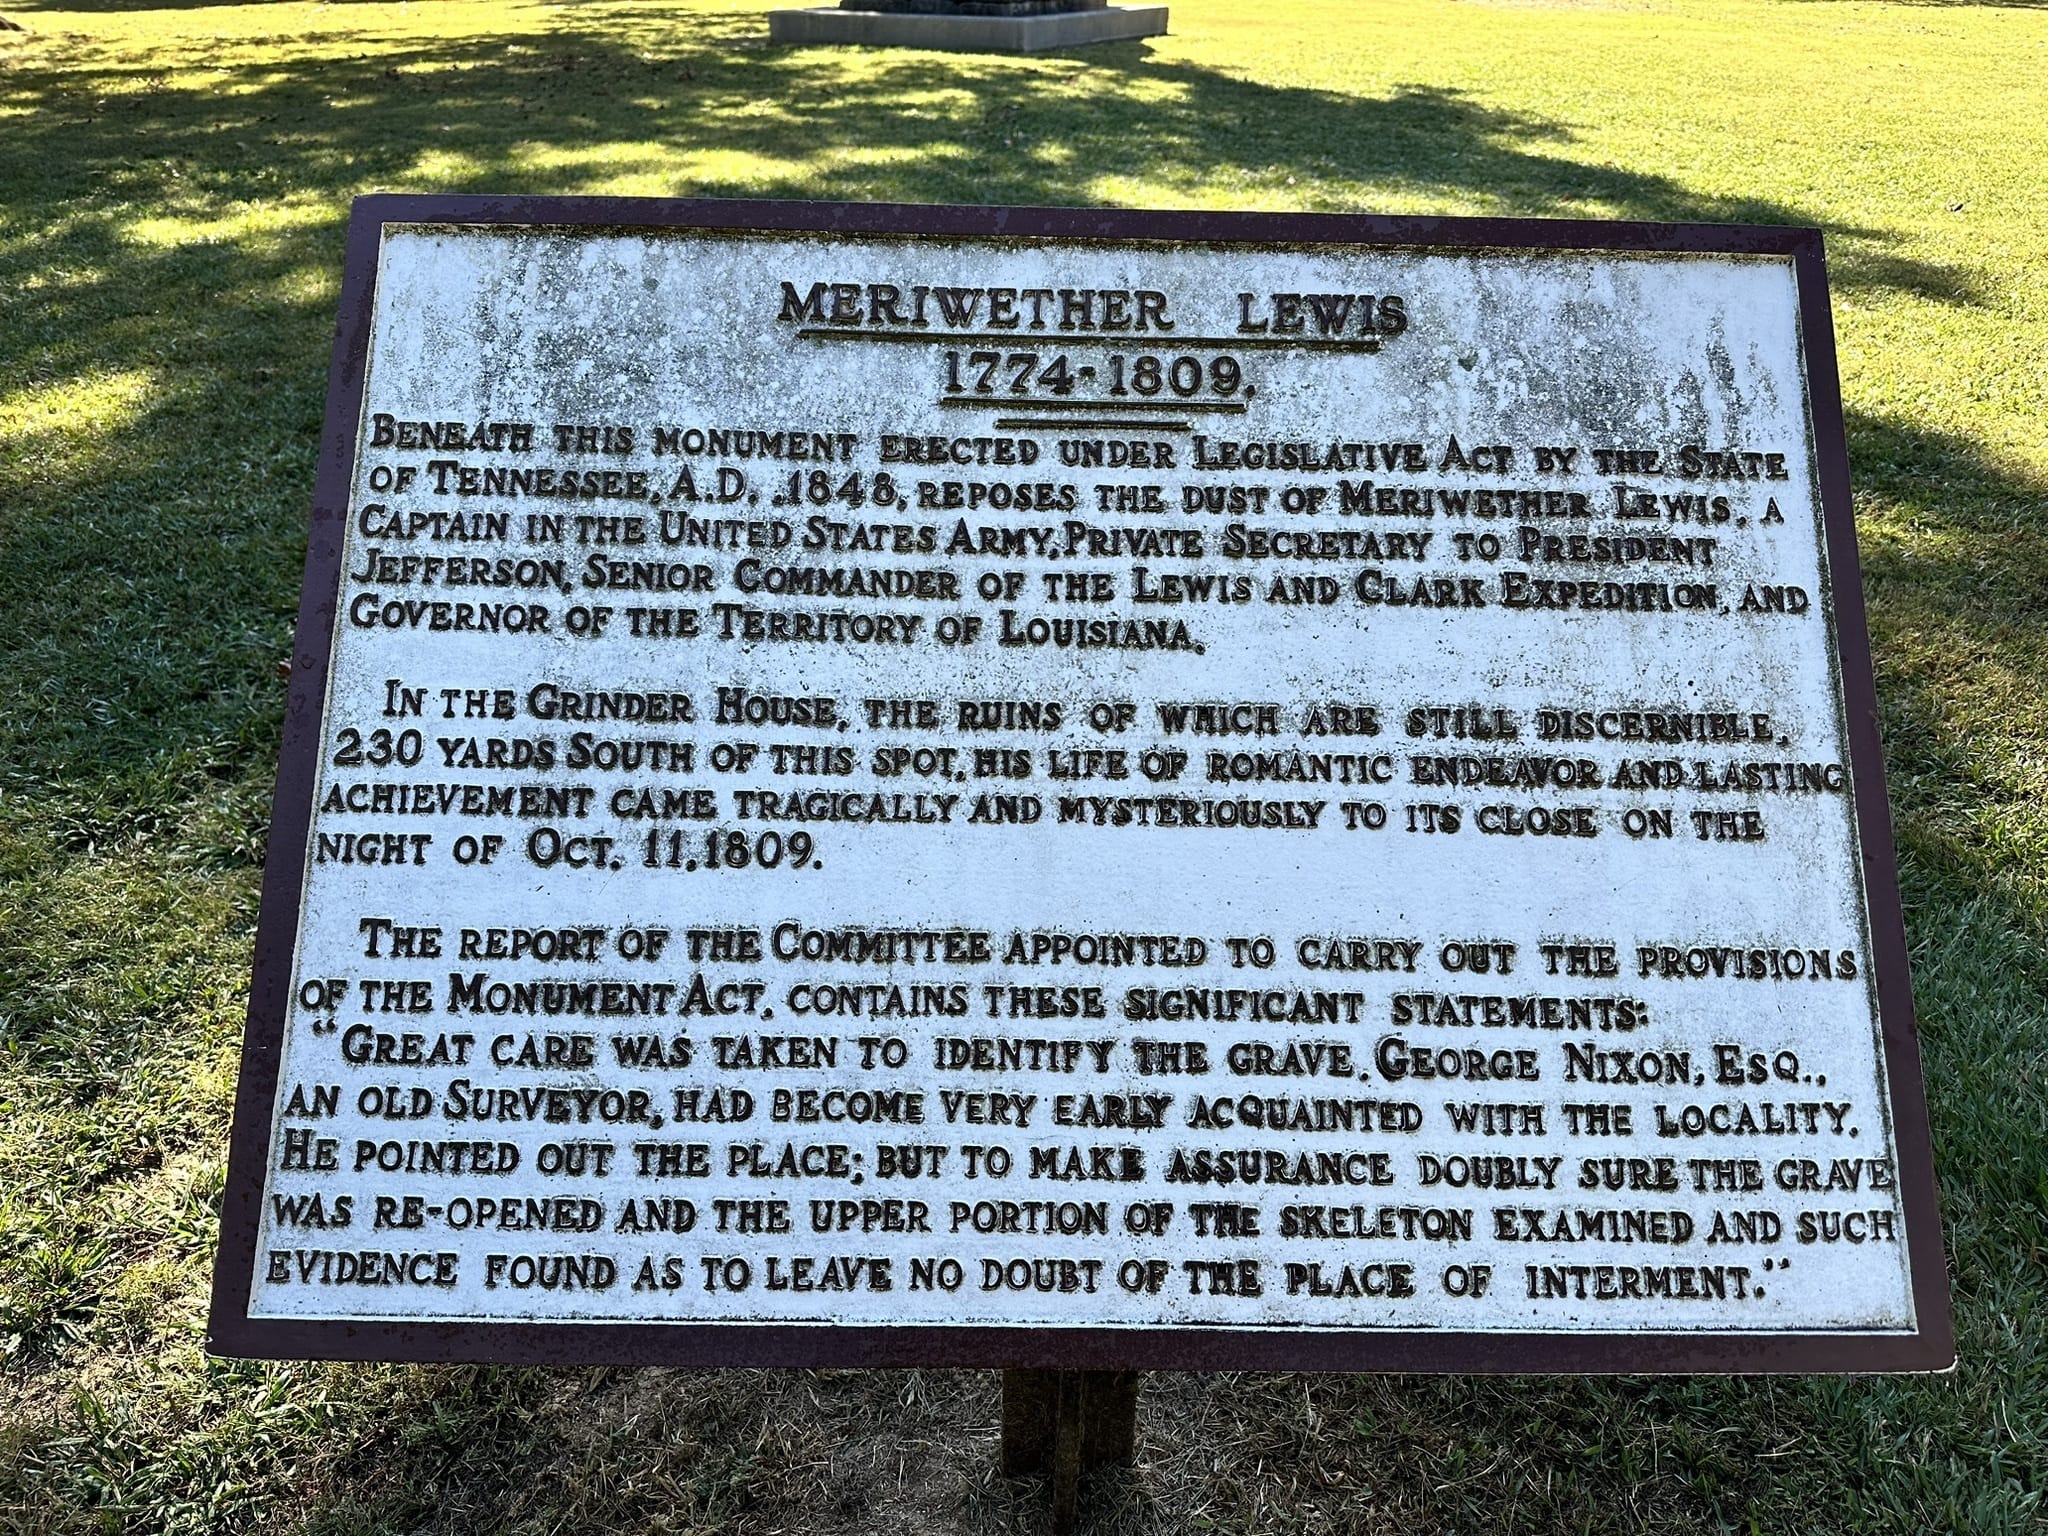 MERIWETHER LEWIS
1774-1809.
BENEATH THIS MONUMENT ERECTED UNDER LEGISLATIVE ACT BY THE STATE
OF TENNESSEE, A.D., 1848, REPOSES THE DUST OF MERIWETHER LEWIS, A
CAPTAIN IN THE UNITED STATES ARMY, PRIVATE SECRETARY TO PRESIDENT
JEFFERSON, SENIOR COMMANDER OF THE LEWIS AND CLARK EXPEDITION, AND
GOVERNOR OF THE TERRITORY OF LOUISIANA.
IN THE GRINDER HOUSE, THE RUINS OF WHICH ARE STILL DISCERNIBLE,
230 YARDS SOUTH OF THIS SPOT, HIS LIFE OF ROMANTIC ENDEAVOR AND LASTING
ACHIEVEMENT CAME TRAGICALLY AND MYSTERIOUSLY TO ITS CLOSE ON THE
NIGHT OF OCT. 11, 1809.
THE REPORT OF THE COMMITTEE APPOINTED TO CARRY OUT THE PROVISIONS
OF THE MONUMENT ACT, CONTAINS THESE SIGNIFICANT STATEMENTS:
"GREAT CARE WAS TAKEN TO IDENTIFY THE GRAVE. GEORGE NIXON, ESQ.,
AN OLD SURVEYOR, HAD BECOME VERY EARLY ACQUAINTED WITH THE LOCALITY.
HE POINTED OUT THE PLACE; BUT TO MAKE ASSURANCE DOUBLY SURE THE GRAVE
WAS RE-OPENED AND THE UPPER PORTION OF THE SKELETON EXAMINED AND SUCH
EVIDENCE FOUND AS TO LEAVE NO DOUBT OF THE PLACE OF INTERMENT."